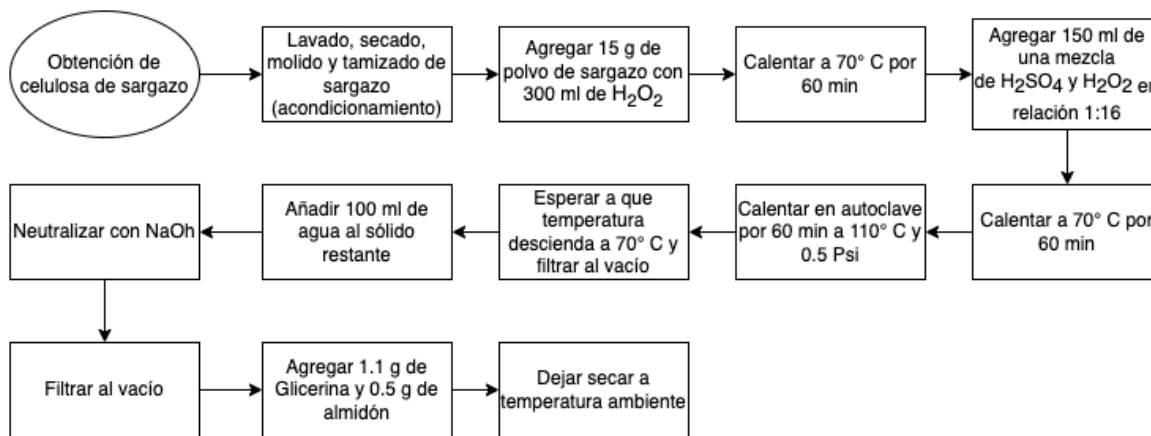 Obtención de
celulosa de sargazo
Lavado, secado,
molido y tamizado de
sargazo
(acondicionamiento)
Agregar 15 g de
polvo de sargazo con
300 ml de H₂O₂
Calentar a 70° C por
60 min
Agregar 150 ml de
una mezcla
de H₂SO₄ y H₂O₂ en
relación 1:16
Calentar a 70° C por
60 min
Calentar en autoclave
por 60 min a 110° C y
0.5 Psi
Esperar a que
temperatura
descienda a 70° C y
filtrar al vacío
Añadir 100 ml de
agua al sólido
restante
Neutralizar con NaOh
Filtrar al vacío
Agregar 1.1 g de
Glicerina y 0.5 g de
almidón
Dejar secar a
temperatura ambiente